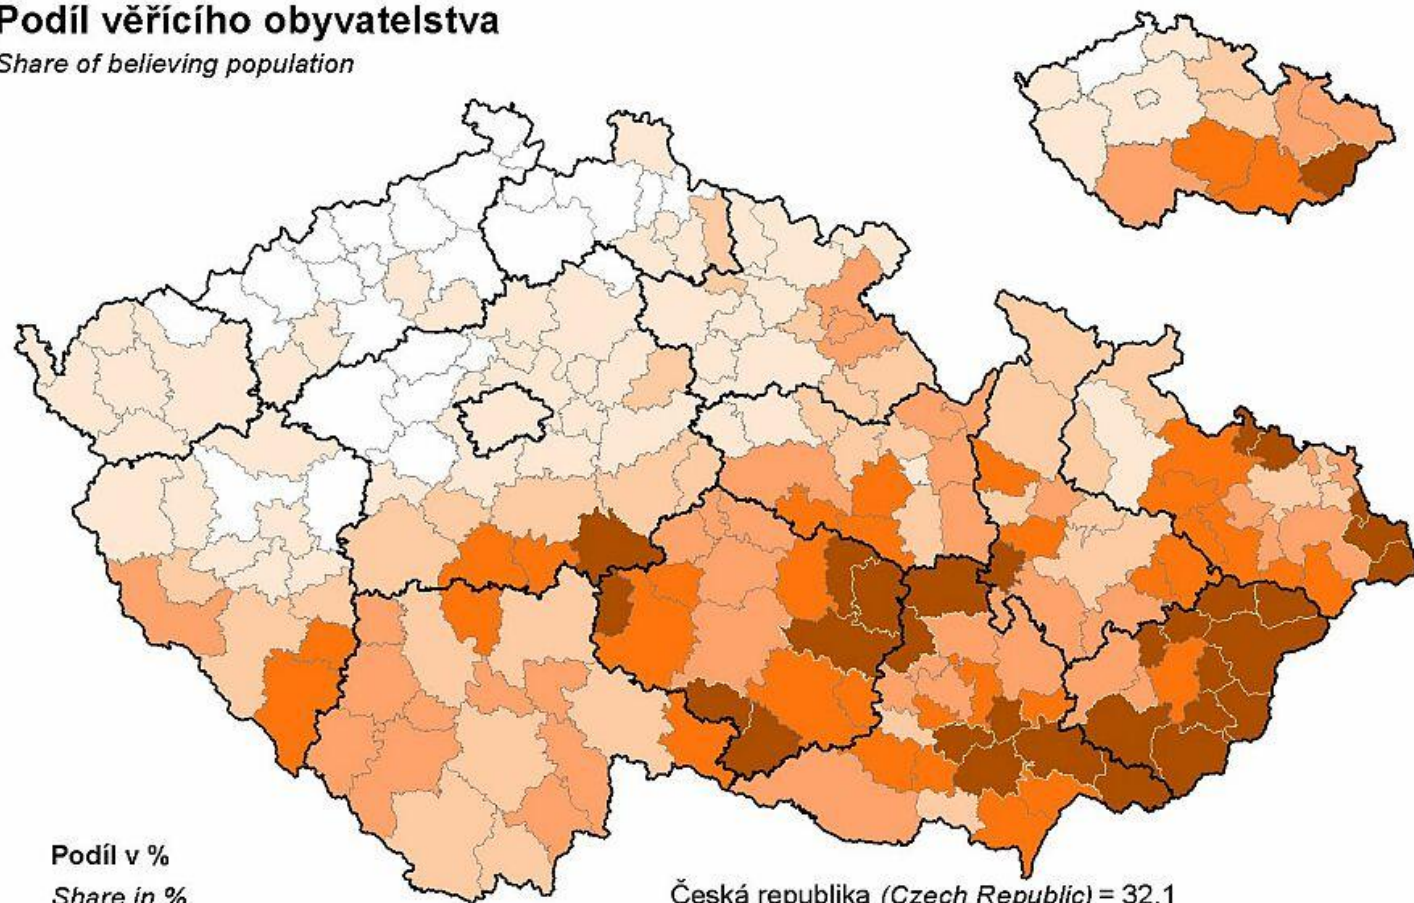 Podíl věřícího obyvatelstva
Share of believing population
Podíl v %
Share in %
Česká republika (Czech Republic) = 32,1